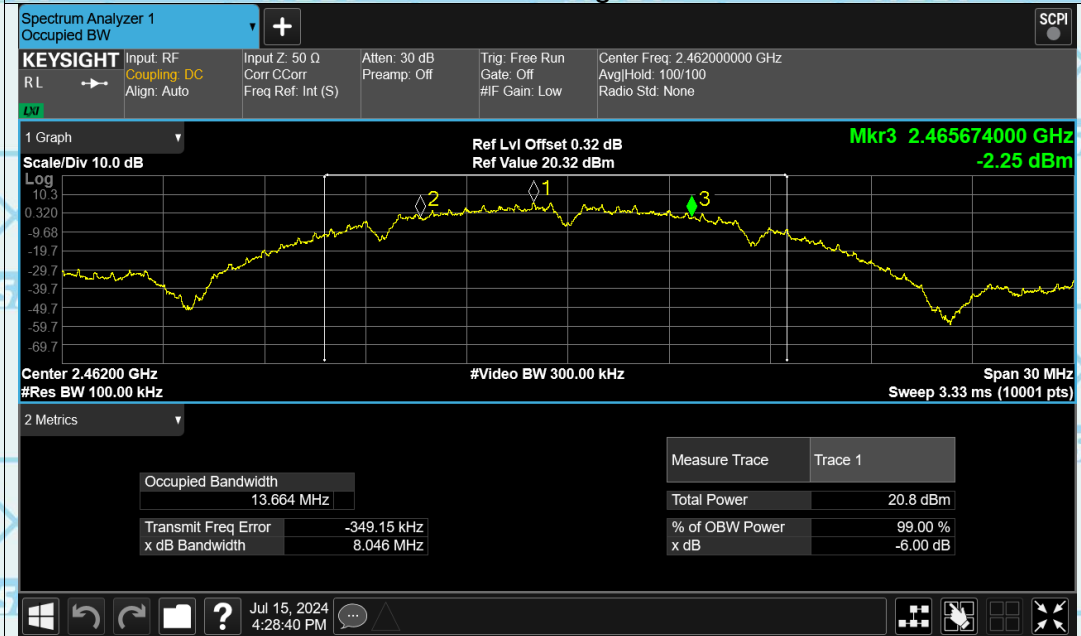 Spectrum Analyzer 1
Occupied BW
+
SCPI
KEYSIGHT
R L
LXI
Input: RF
Coupling: DC
Align: Auto
Input Z: 50 Ω
Corr CCorr
Freq Ref: Int (S)
Atten: 30 dB
Preamp: Off
Trig: Free Run
Gate: Off
#IF Gain: Low
Center Freq: 2.462000000 GHz
Avg|Hold: 100/100
Radio Std: None
1 Graph
Scale/Div 10.0 dB
Ref Lvl Offset 0.32 dB
Ref Value 20.32 dBm
Mkr3 2.465674000 GHz
-2.25 dBm
Log
10.3
0.320
-9.68
-19.7
-29.7
-39.7
-49.7
-59.7
-69.7
2
1
3
Center 2.46200 GHz
#Video BW 300.00 kHz
Span 30 MHz
#Res BW 100.00 kHz
Sweep 3.33 ms (10001 pts)
2 Metrics
Occupied Bandwidth
13.664 MHz
Transmit Freq Error -349.15 kHz
x dB Bandwidth 8.046 MHz
Measure Trace Trace 1
Total Power 20.8 dBm
% of OBW Power 99.00 %
x dB -6.00 dB
?
Jul 15, 2024
4:28:40 PM